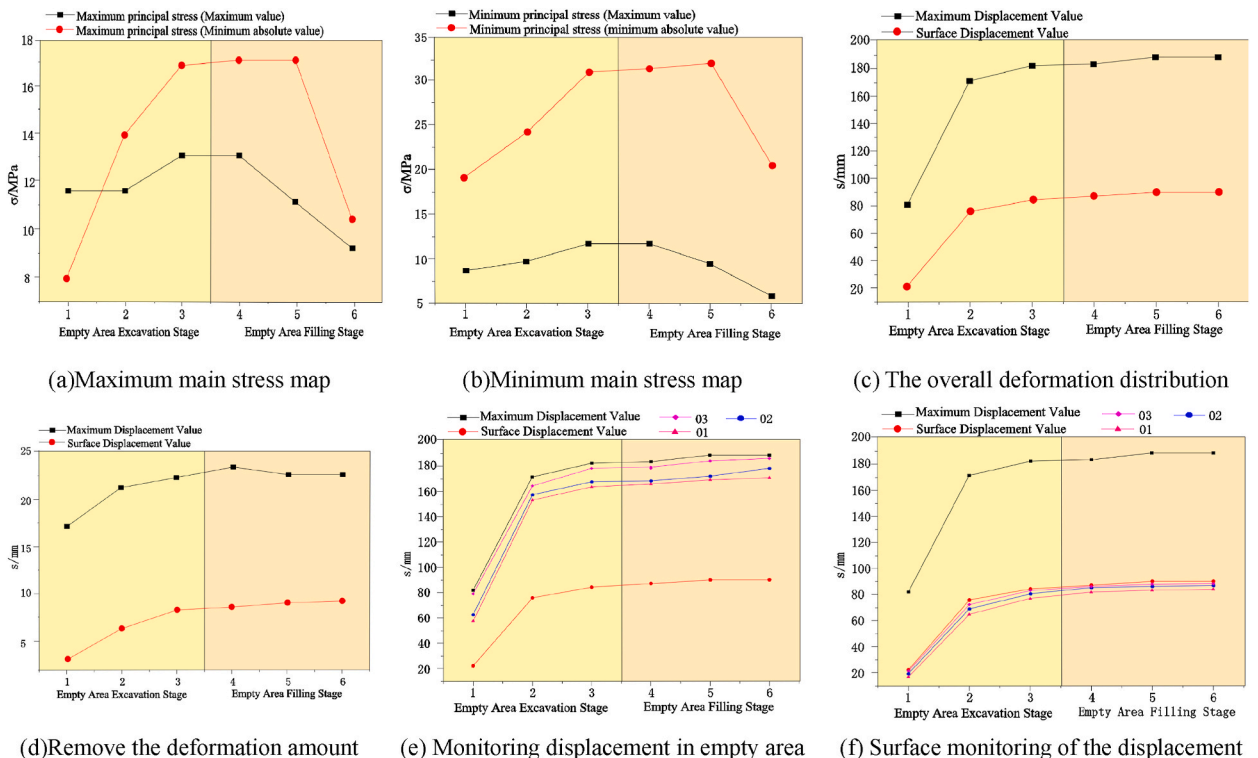 Maximum principal stress (Maximum value)
Maximum principal stress (Minimum absolute value)
18
16
14
12
10
8
σ/MPa
1 2 3 4 5 6
Empty Area Excavation Stage Empty Area Filling Stage
(a)Maximum main stress map
Minimum principal stress (Maximum value)
Minimum principal stress (minimum absolute value)
35
30
25
20
15
10
5
σ/MPa
1 2 3 4 5 6
Empty Area Excavation Stage Empty Area Filling Stage
(b)Minimum main stress map
Maximum Displacement Value
Surface Displacement Value
200
180
160
140
120
100
80
60
40
20
s/mm
1 2 3 4 5 6
Empty Area Excavation Stage Empty Area Filling Stage
(c) The overall deformation distribution
Maximum Displacement Value
Surface Displacement Value
25
20
15
10
5
s/mm
1 2 3 4 5 6
Empty Area Excavation Stage Empty Area Filling Stage
(d)Remove the deformation amount
Maximum Displacement Value 03 02
Surface Displacement Value 01
200
180
160
140
120
100
80
60
40
20
s/mm
1 2 3 4 5 6
Empty Area Excavation Stage Empty Area Filling Stage
(e) Monitoring displacement in empty area
Maximum Displacement Value 03 02
Surface Displacement Value 01
200
180
160
140
120
100
80
60
40
20
s/mm
1 2 3 4 5 6
Empty Area Excavation Stage Empty Area Filling Stage
(f) Surface monitoring of the displacement